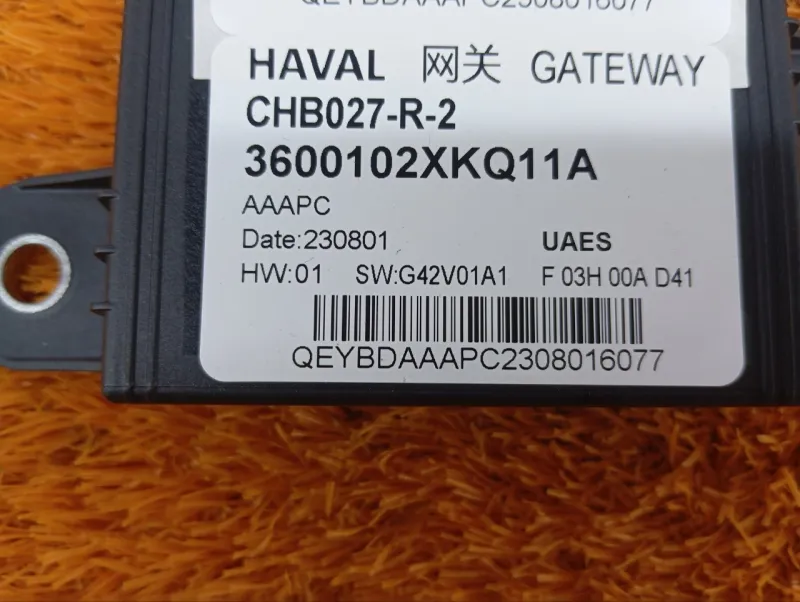 QEYBDAAAPC2308016077
HAVAL 网关 GATEWAY
CHB027-R-2
3600102XKQ11A
AAAPC
Date:230801 UAES
HW:01 SW:G42V01A1 F 03H 00A D41
QEYBDAAAPC2308016077